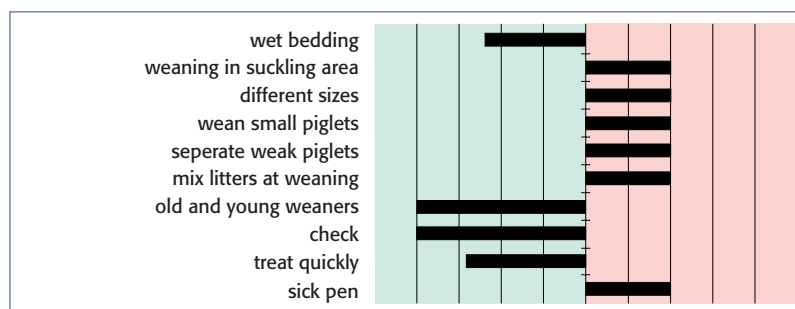 wet bedding
weaning in suckling area
different sizes
wean small piglets
seperate weak piglets
mix litters at weaning
old and young weaners
check
treat quickly
sick pen